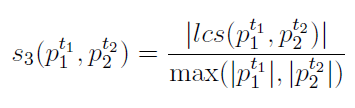 s_3(p_1^{t_1}, p_2^{t_2}) = \frac{|lcs(p_1^{t_1}, p_2^{t_2})|}{\max(|p_1^{t_1}|, |p_2^{t_2}|)}